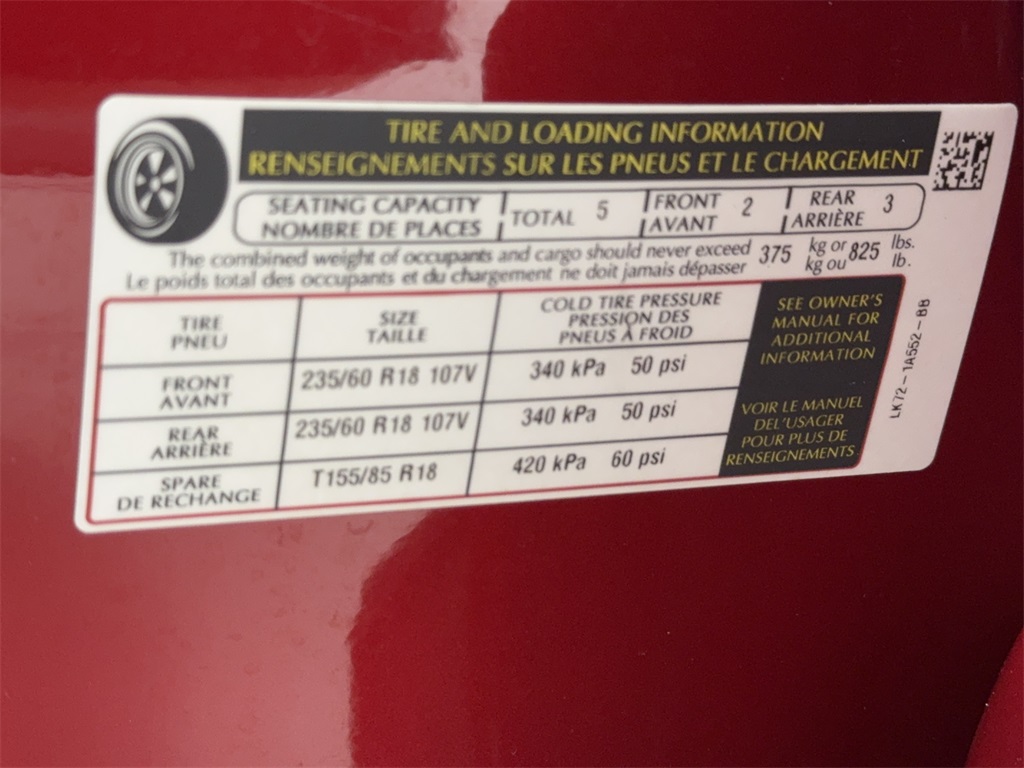 TIRE AND LOADING INFORMATION
RENSEIGNEMENTS SUR LES PNEUS ET LE CHARGEMENT
SEATING CAPACITY
NOMBRE DE PLACES
TOTAL 5
FRONT
AVANT
2
REAR
ARRIÈRE
3
The combined weight of occupants and cargo should never exceed 375 kg or 825 lbs.
Le poids total des occupants et du chargement ne doit jamais dépasser kg ou lb.
TIRE
PNEU
SIZE
TAILLE
COLD TIRE PRESSURE
PRESSION DES
PNEUS À FROID
FRONT
AVANT
235/60 R18 107V
340 kPa 50 psi
REAR
ARRIÈRE
235/60 R18 107V
340 kPa 50 psi
SPARE
DE RECHANGE
T155/85 R18
420 kPa 60 psi
SEE OWNER'S
MANUAL FOR
ADDITIONAL
INFORMATION
VOIR LE MANUEL
DEL'USAGER
POUR PLUS DE
RENSEIGNEMENTS
LK72-1A552-BB